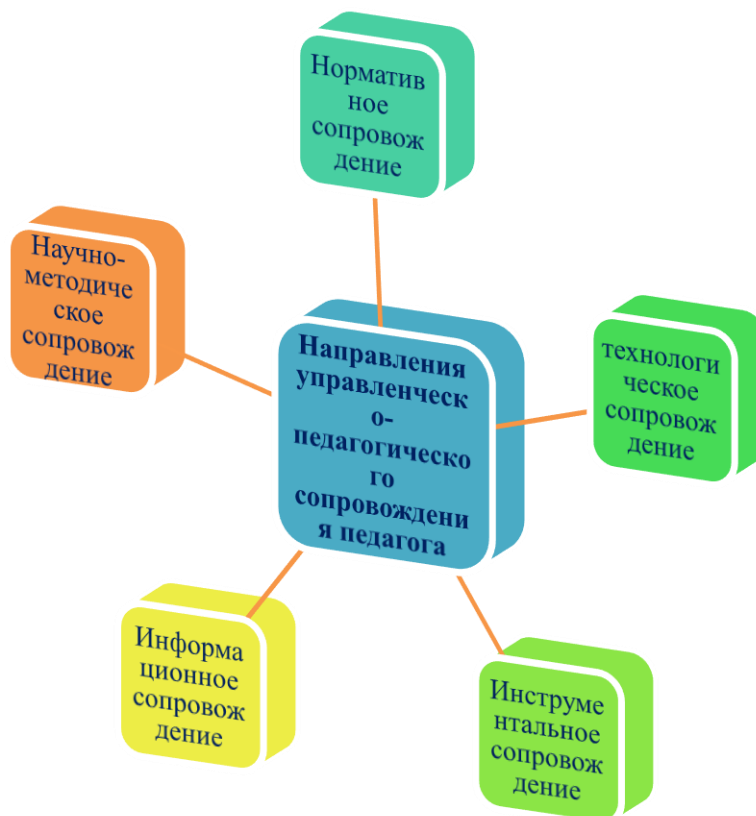 Норматив
ное
сопровож
дение
Научно-
методиче
ское
сопровож
дение
Направления
управленческ
о-
педагогическо
го
сопровождени
я педагога
технологи
ческое
сопровож
дение
Информа
ционное
сопровож
дение
Инструме
нтальное
сопровож
дение